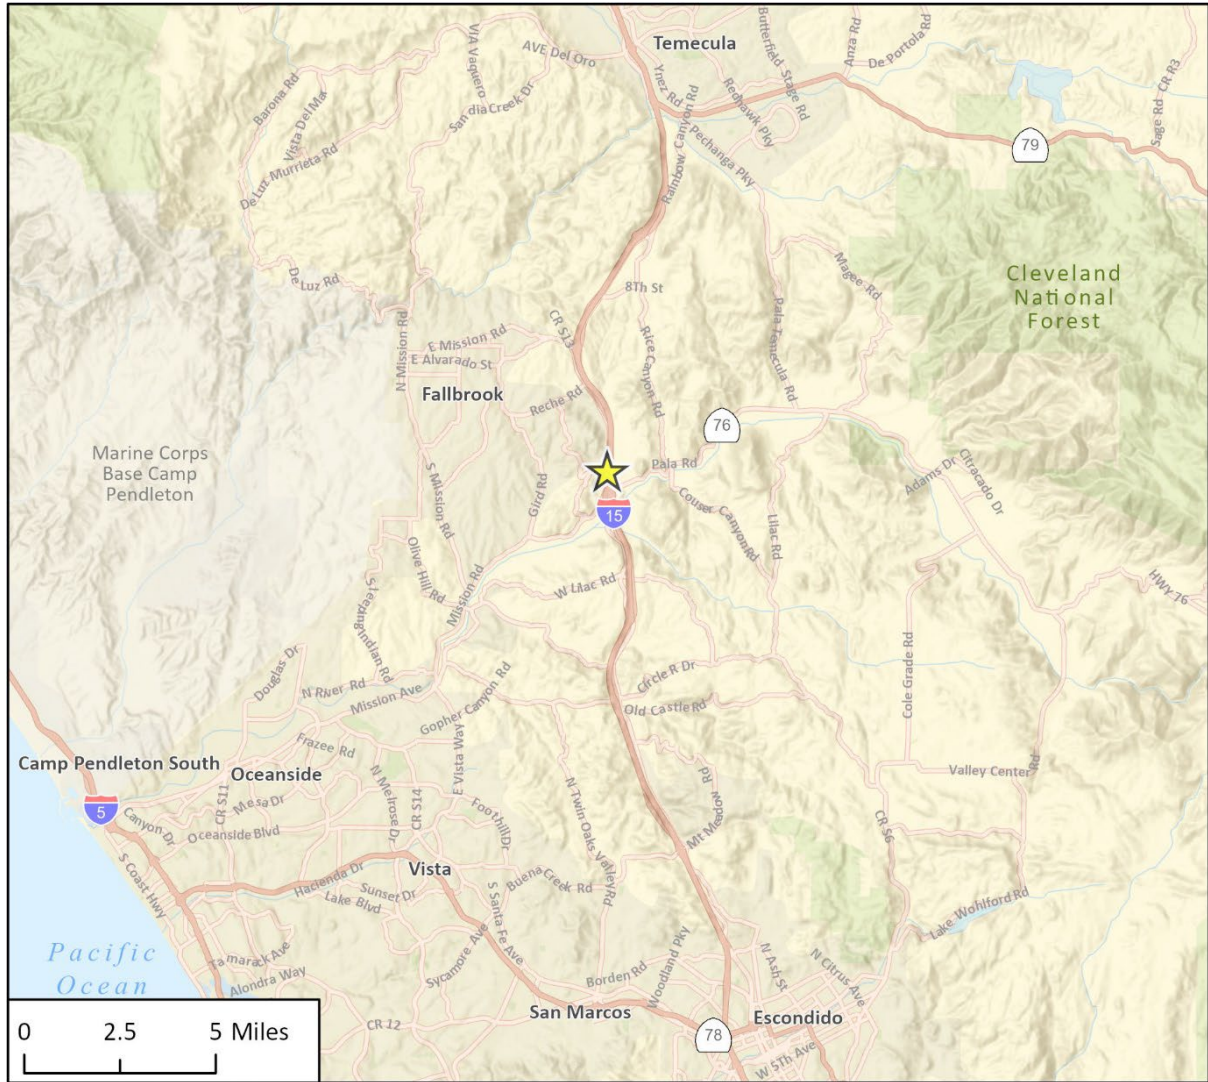 Temecula
AVE Del Oro
VIA Vaquero
Butterfield Stage Rd
Anza Rd
De Portola Rd
Sage Rd
CR R3
Barona Rd
Ynez Rd
Redhawk Pky
Sandia Creek Dr
Vista Del Mar
Rainbow Canyon Rd
Pechanga Pky
79
De Luz Murrieta Rd
De Luz Rd
Magee Rd
Cleveland
National
Forest
8Th St
CR S13
N Mission Rd
E Mission Rd
E Alvarado St
Rice Canyon Rd
Pala Temecula Rd
Fallbrook
Reche Rd
76
Marine Corps
Base Camp
Pendleton
S Mission Rd
Gird Rd
Pala Rd
Adams Dr
Citracado Dr
15
Couser Canyon Rd
Lilac Rd
Olive Hill Rd
Mission Rd
W Lilac Rd
HWY 76
Sleeping Indian Rd
Cole Grade Rd
Douglas Dr
N River Rd
Mission Ave
Gopher Canyon Rd
Circle R Dr
Old Castle Rd
Camp Pendleton South
Frazee Rd
Oceanside
E Vista Way
N Melrose Dr
N Twin Oaks Valley Rd
Mt Meadow Rd
Valley Center Rd
5
Canyon Dr
CR S11
Mesa Dr
CR S14
Foothill Dr
CR S6
Oceanside Blvd
S Coast Hwy
Vista
Hacienda Dr
Sunset Dr
Lake Blvd
Buena Creek Rd
S Santa Fe Ave
Lake Wohlford Rd
Pacific
Ocean
Tamarack Ave
Alondra Way
Sycamore Ave
Borden Rd
Woodland Pky
N Ash St
N Citrus Ave
San Marcos
Escondido
CR 12
78
W 5Th Ave
0 2.5 5 Miles